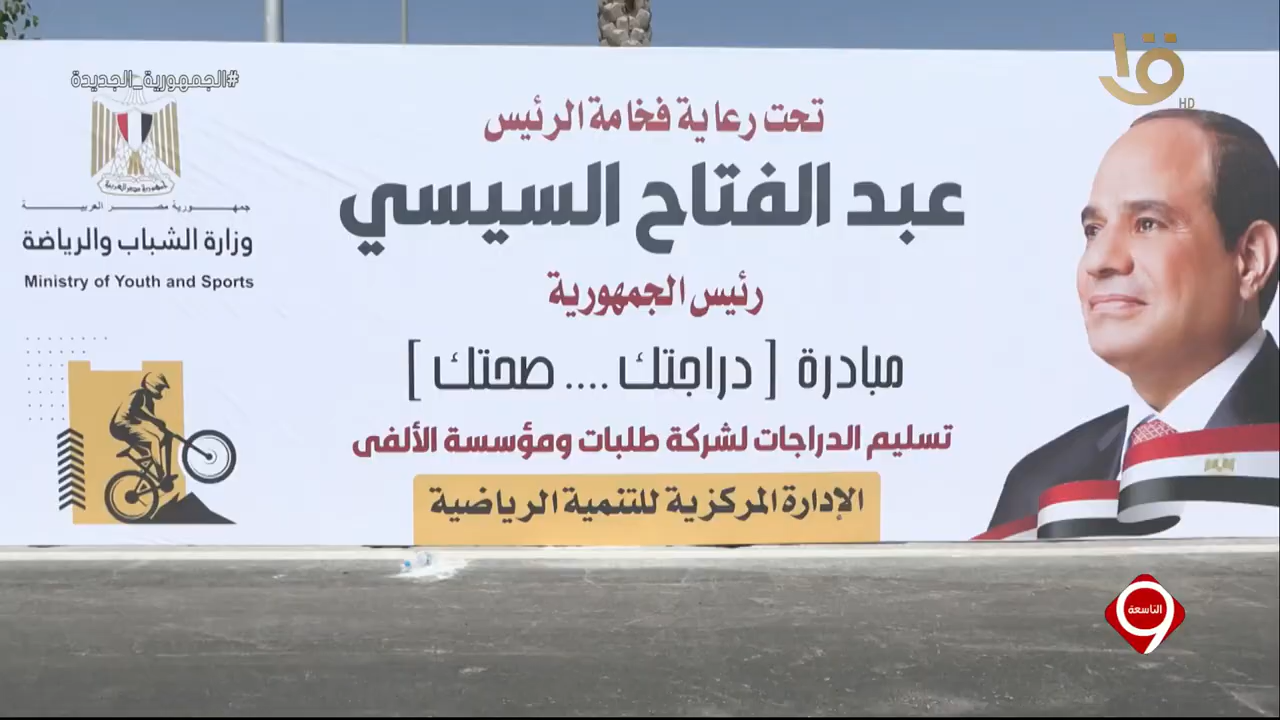 #الجمهورية_الجديدة
HD
تحت رعاية فخامة الرئيس
عبد الفتاح السيسي
رئيس الجمهورية
مبادرة [ دراجتك .... صحتك ]
تسليم الدراجات لشركة طلبات ومؤسسة الألفى
الإدارة المركزية للتنمية الرياضية
جمهورية مصر العربية
وزارة الشباب والرياضة
Ministry of Youth and Sports
التاسعة
9